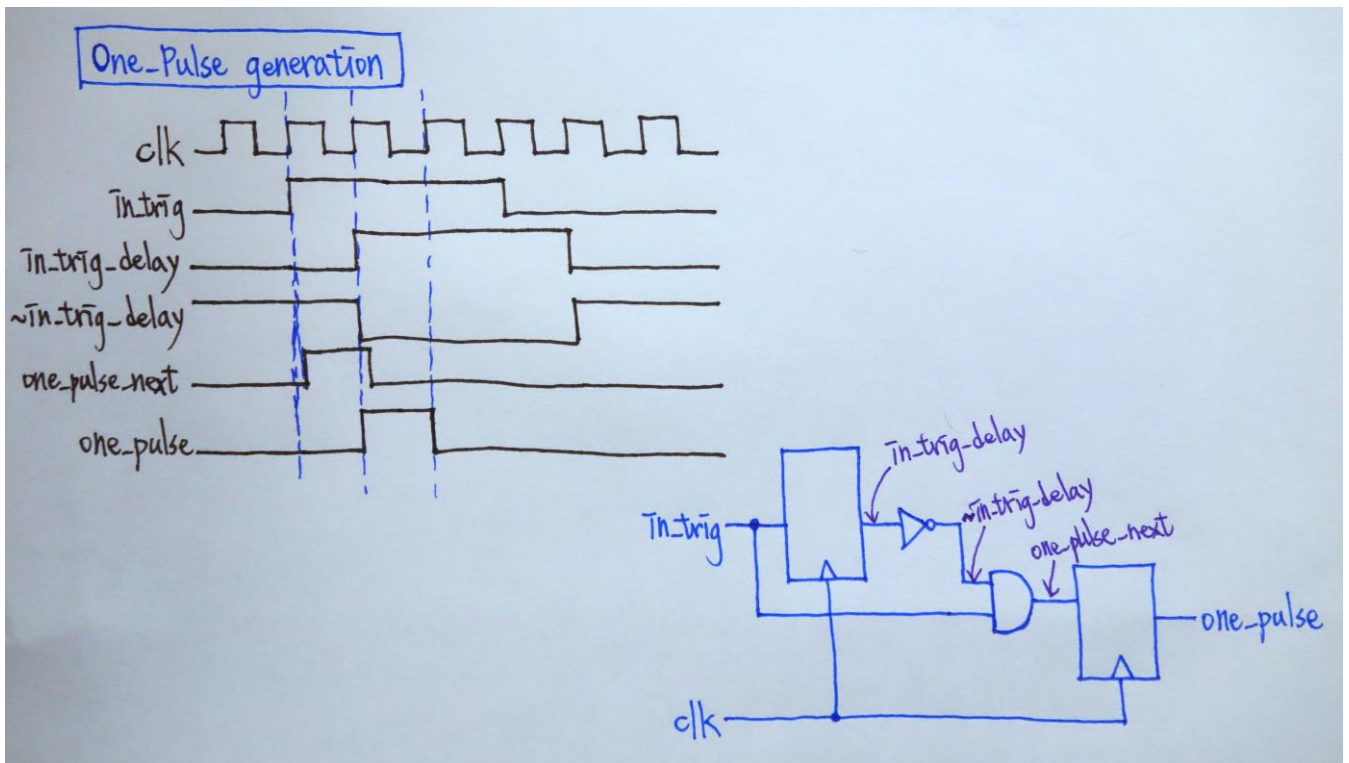 One_Pulse generation
clk
in_trig
in_trig_delay
~in_trig_delay
one_pulse_next
one_pulse
in_trig_delay
~in_trig_delay
one_pulse_next
in_trig
one_pulse
clk